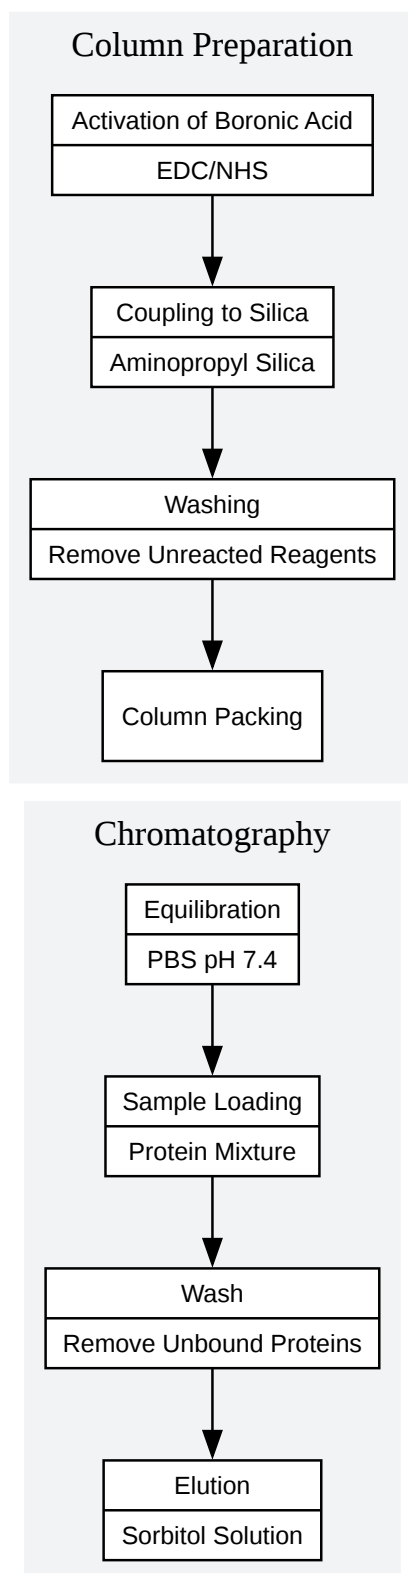 Column Preparation
Activation of Boronic Acid
EDC/NHS
Coupling to Silica
Aminopropyl Silica
Washing
Remove Unreacted Reagents
Column Packing
Chromatography
Equilibration
PBS pH 7.4
Sample Loading
Protein Mixture
Wash
Remove Unbound Proteins
Elution
Sorbitol Solution